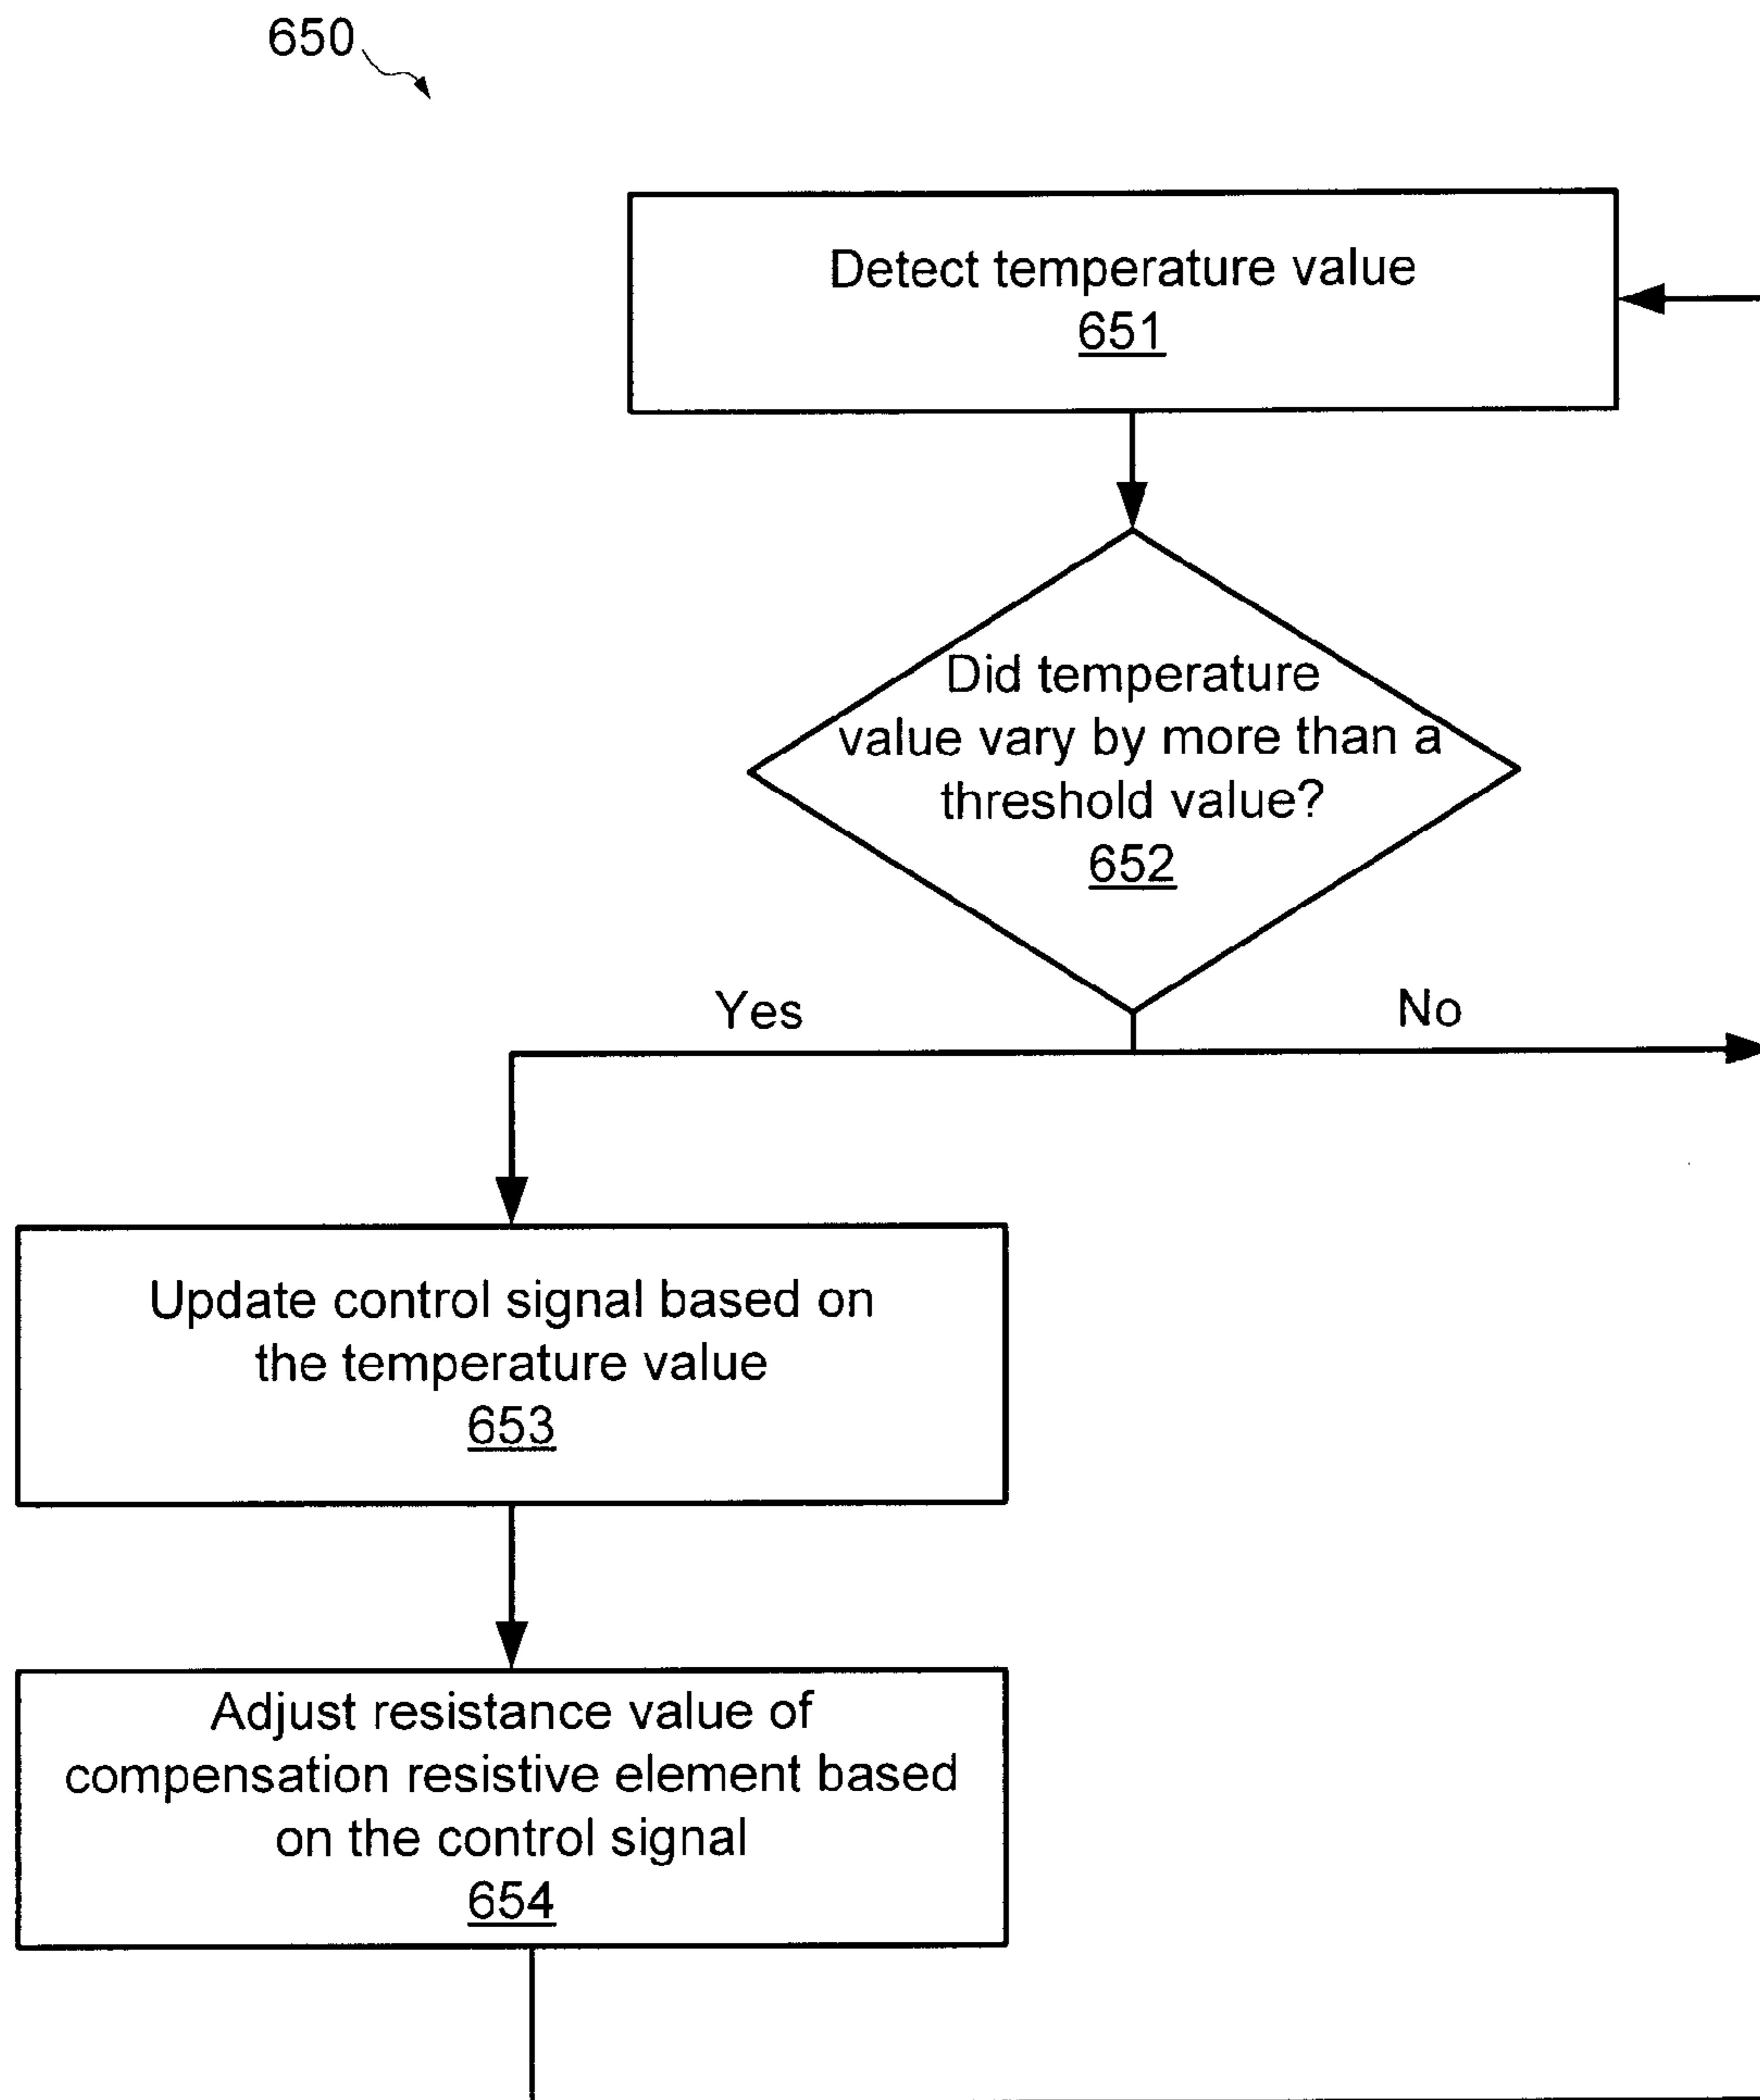 650
Detect temperature value
651
Did temperature
value vary by more than a
threshold value?
652
Yes
No
Update control signal based on
the temperature value
653
Adjust resistance value of
compensation resistive element based
on the control signal
654